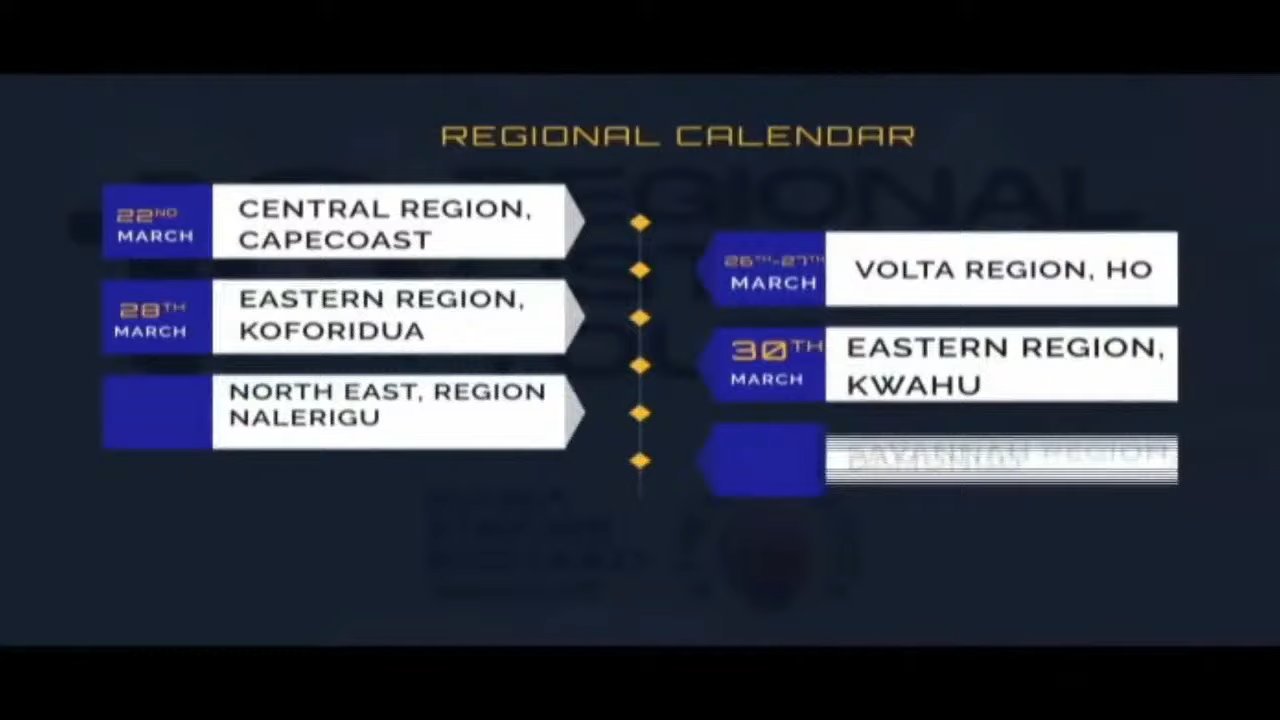 REGIONAL CALENDAR
22ND
MARCH
CENTRAL REGION,
CAPECOAST
26TH-27TH
MARCH
VOLTA REGION, HO
28TH
MARCH
EASTERN REGION,
KOFORIDUA
30TH
MARCH
EASTERN REGION,
KWAHU
NORTH EAST, REGION
NALERIGU
REGION